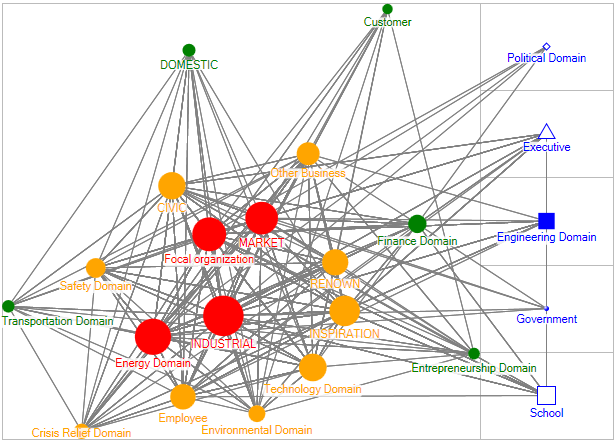 Customer
Political Domain
DOMESTIC
Executive
Other Business
CIVIC
MARKET
Finance Domain
Engineering Domain
Focal organization
Safety Domain
RENOWN
Transportation Domain
Government
INSPIRATION
INDUSTRIAL
Energy Domain
Entrepreneurship Domain
Technology Domain
School
Employee
Environmental Domain
Crisis Relief Domain